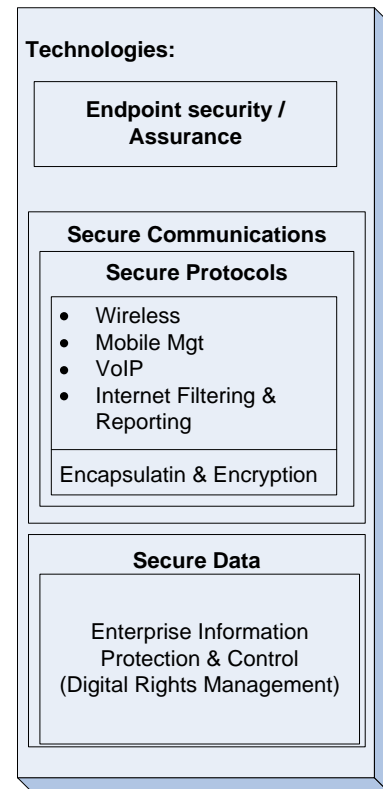 Technologies:
Endpoint security /
Assurance
Secure Communications
Secure Protocols
• Wireless
• Mobile Mgt
• VoIP
• Internet Filtering &
Reporting
Encapsulatin & Encryption
Secure Data
Enterprise Information
Protection & Control
(Digital Rights Management)